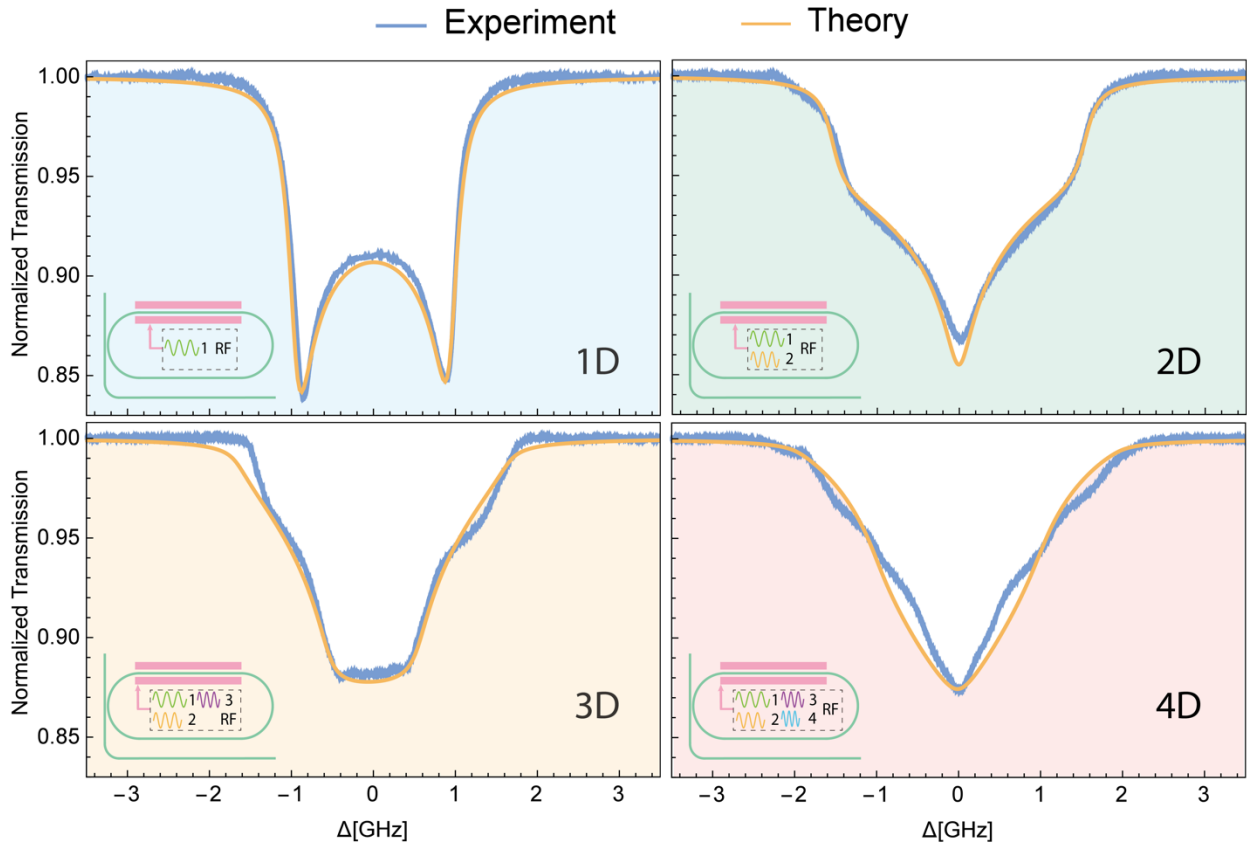 Experiment Theory
Normalized Transmission
1.00
0.95
0.90
0.85
1 RF
1D
1
2 RF
2D
Normalized Transmission
1.00
0.95
0.90
0.85
1 3
2 RF
3D
1 3
2 4 RF
4D
−3 −2 −1 0 1 2 3
−3 −2 −1 0 1 2 3
Δ[GHz]
Δ[GHz]